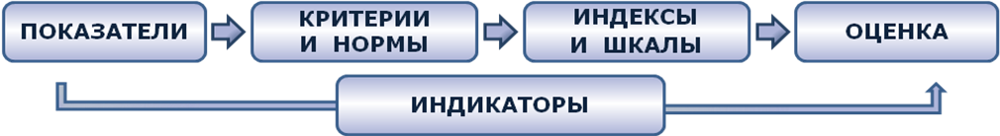 ПОКАЗАТЕЛИ
КРИТЕРИИ
И НОРМЫ
ИНДЕКСЫ
И ШКАЛЫ
ОЦЕНКА
ИНДИКАТОРЫ